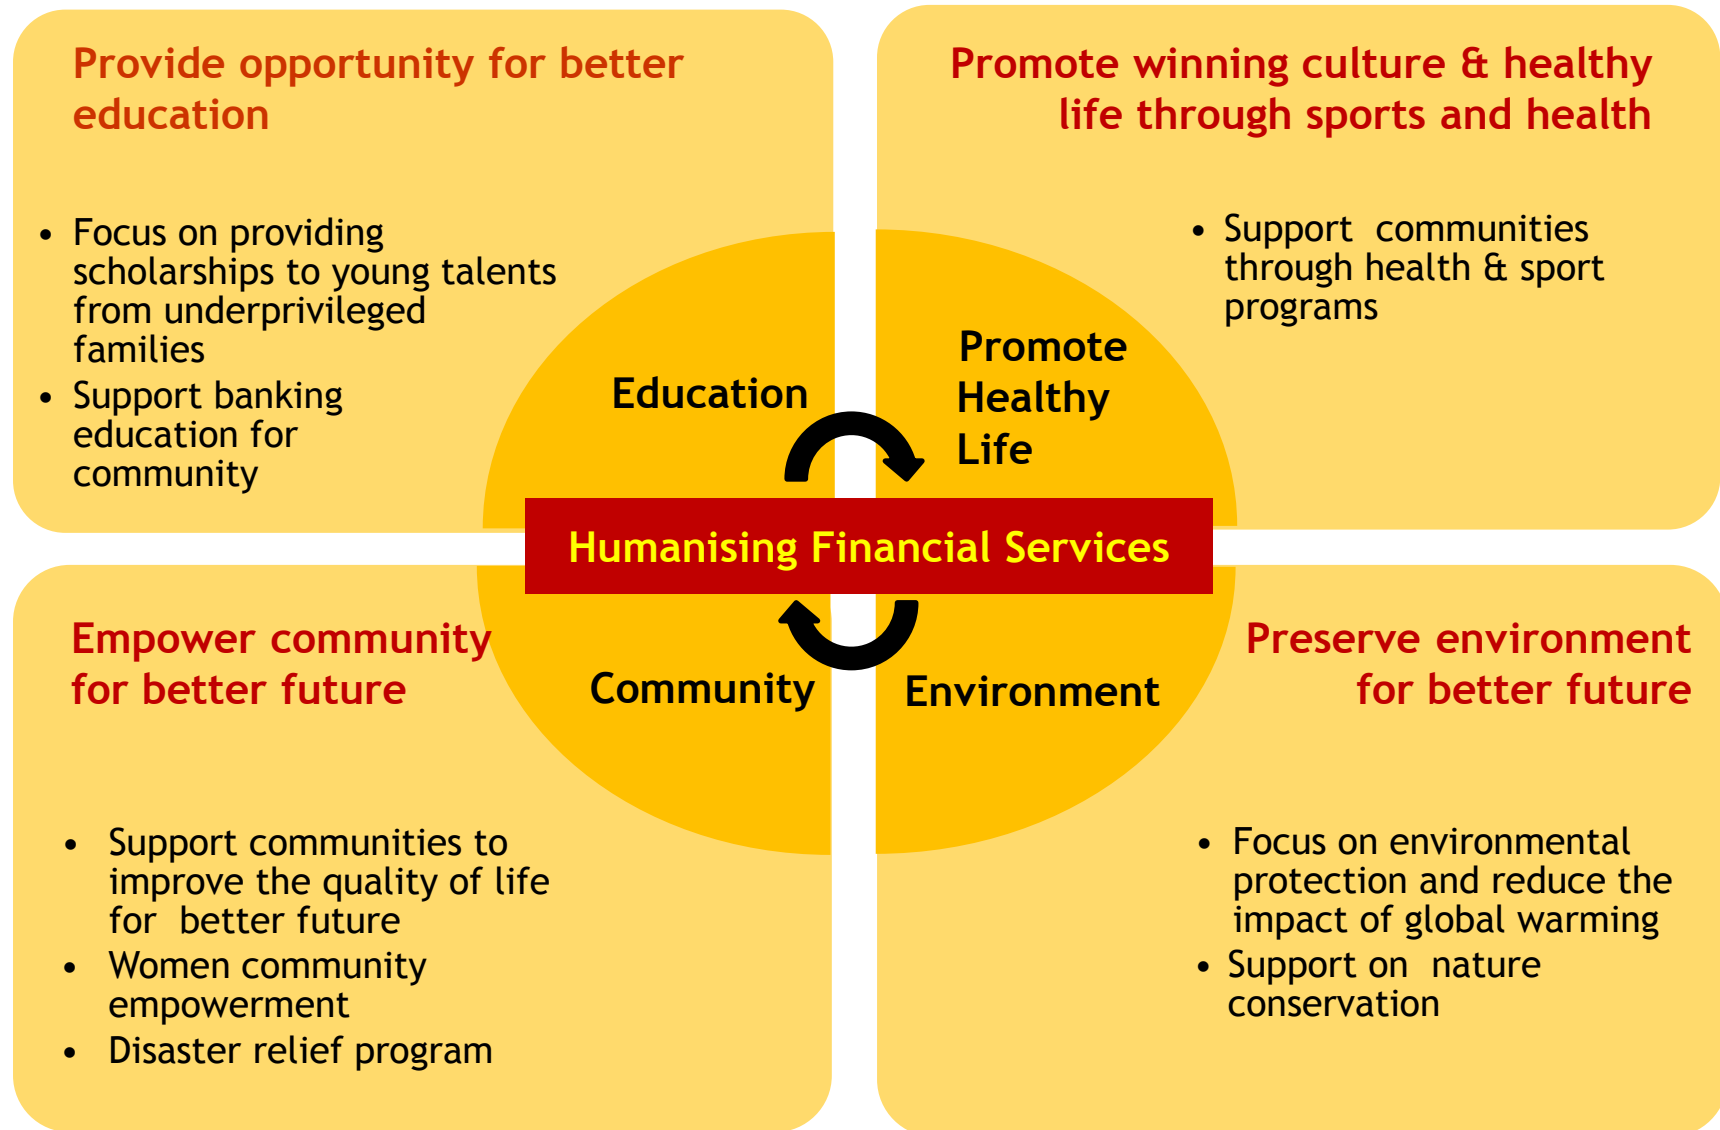 Provide opportunity for better
education
• Focus on providing
scholarships to young talents
from underprivileged
families
• Support banking
education for
community
Promote winning culture & healthy
life through sports and health
• Support communities
through health & sport
programs
Education
Promote
Healthy
Life
Humanising Financial Services
Community
Environment
Empower community
for better future
• Support communities to
improve the quality of life
for better future
• Women community
empowerment
• Disaster relief program
Preserve environment
for better future
• Focus on environmental
protection and reduce the
impact of global warming
• Support on nature
conservation